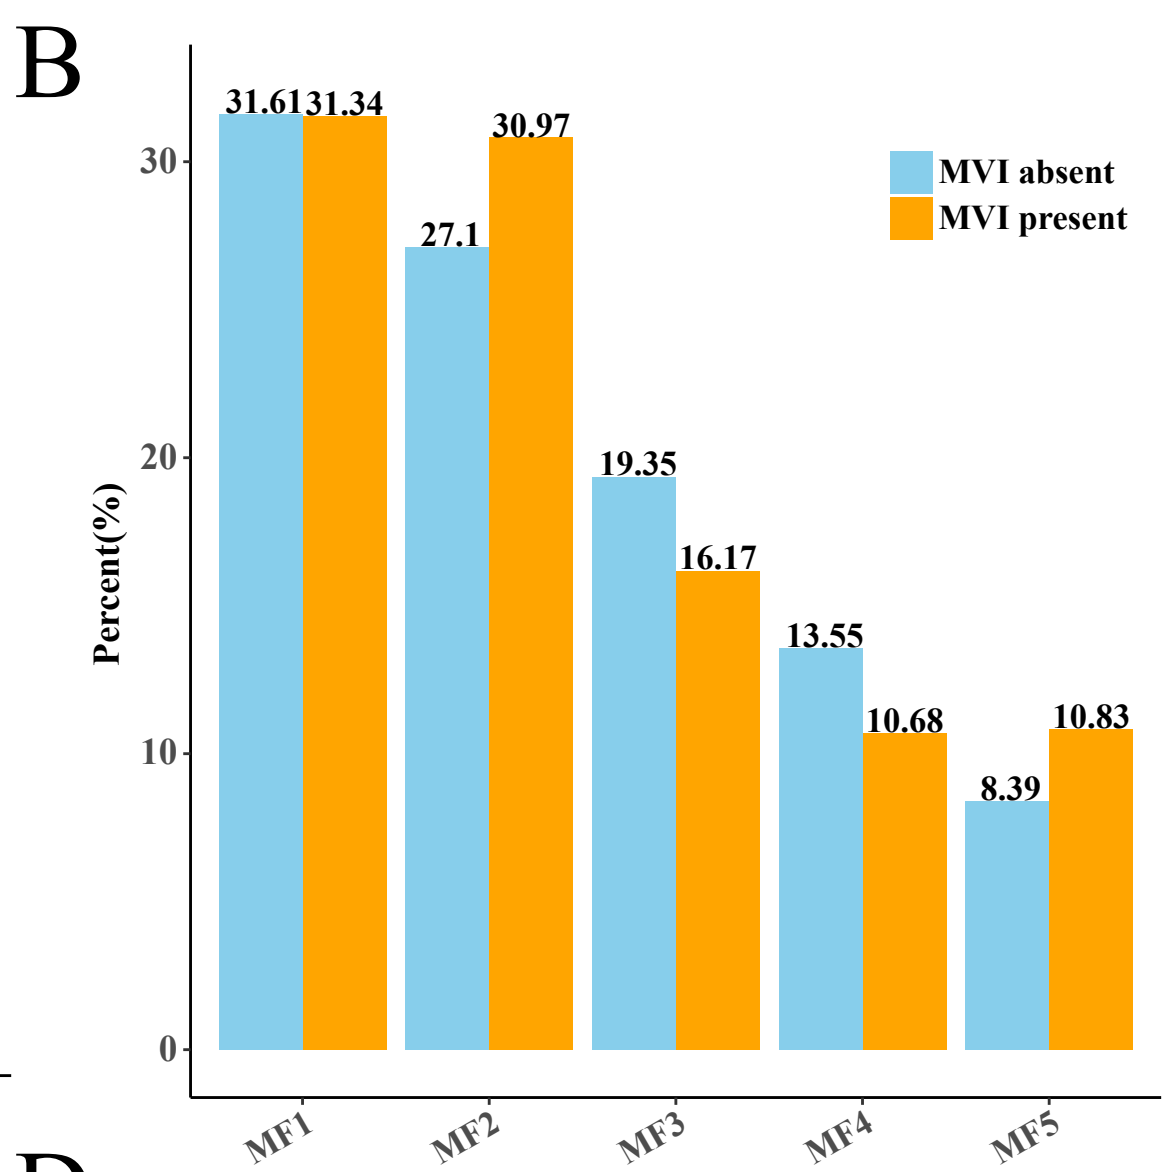 B
31.61 31.34
30.97
30
MVI absent
MVI present
27.1
20
19.35
16.17
Percent(%)
13.55
10.68
10.83
10
8.39
0
MF1 MF2 MF3 MF4 MF5